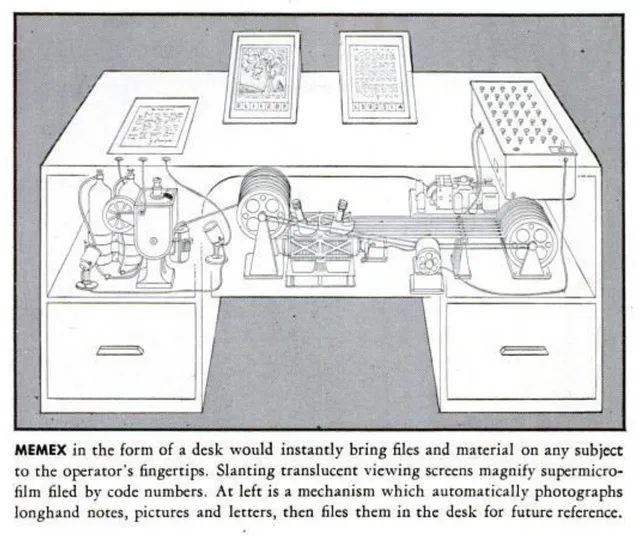 MEMEX in the form of a desk would instantly bring files and material on any subject
to the operator's fingertips. Slanting translucent viewing screens magnify supermicro-
film filed by code numbers. At left is a mechanism which automatically photographs
longhand notes, pictures and letters, then files them in the desk for future reference.